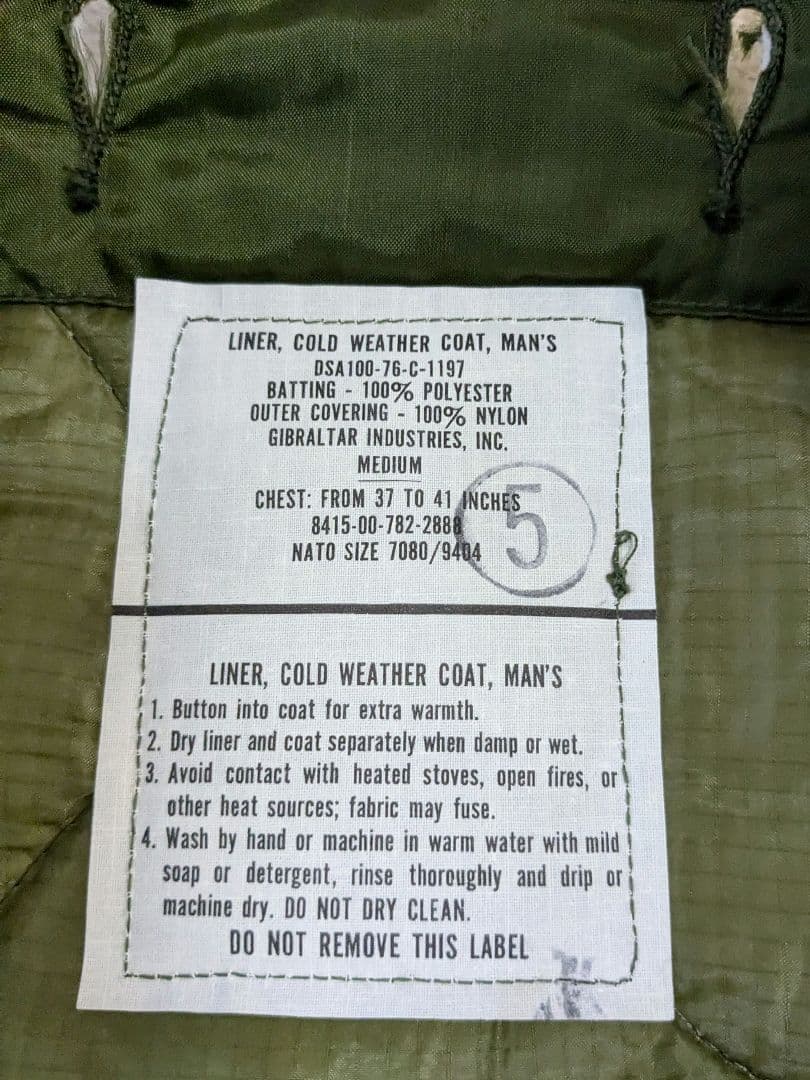 LINER, COLD WEATHER COAT, MAN'S
DSA100-76-C-1197
BATTING - 100% POLYESTER
OUTER COVERING - 100% NYLON
GIBRALTAR INDUSTRIES, INC.
MEDIUM
CHEST: FROM 37 TO 41 INCHES
8415-00-782-2888
NATO SIZE 7080/9404
5
LINER, COLD WEATHER COAT, MAN'S
1. Button into coat for extra warmth.
2. Dry liner and coat separately when damp or wet.
3. Avoid contact with heated stoves, open fires, or
other heat sources; fabric may fuse.
4. Wash by hand or machine in warm water with mild
soap or detergent, rinse thoroughly and drip or
machine dry. DO NOT DRY CLEAN.
DO NOT REMOVE THIS LABEL